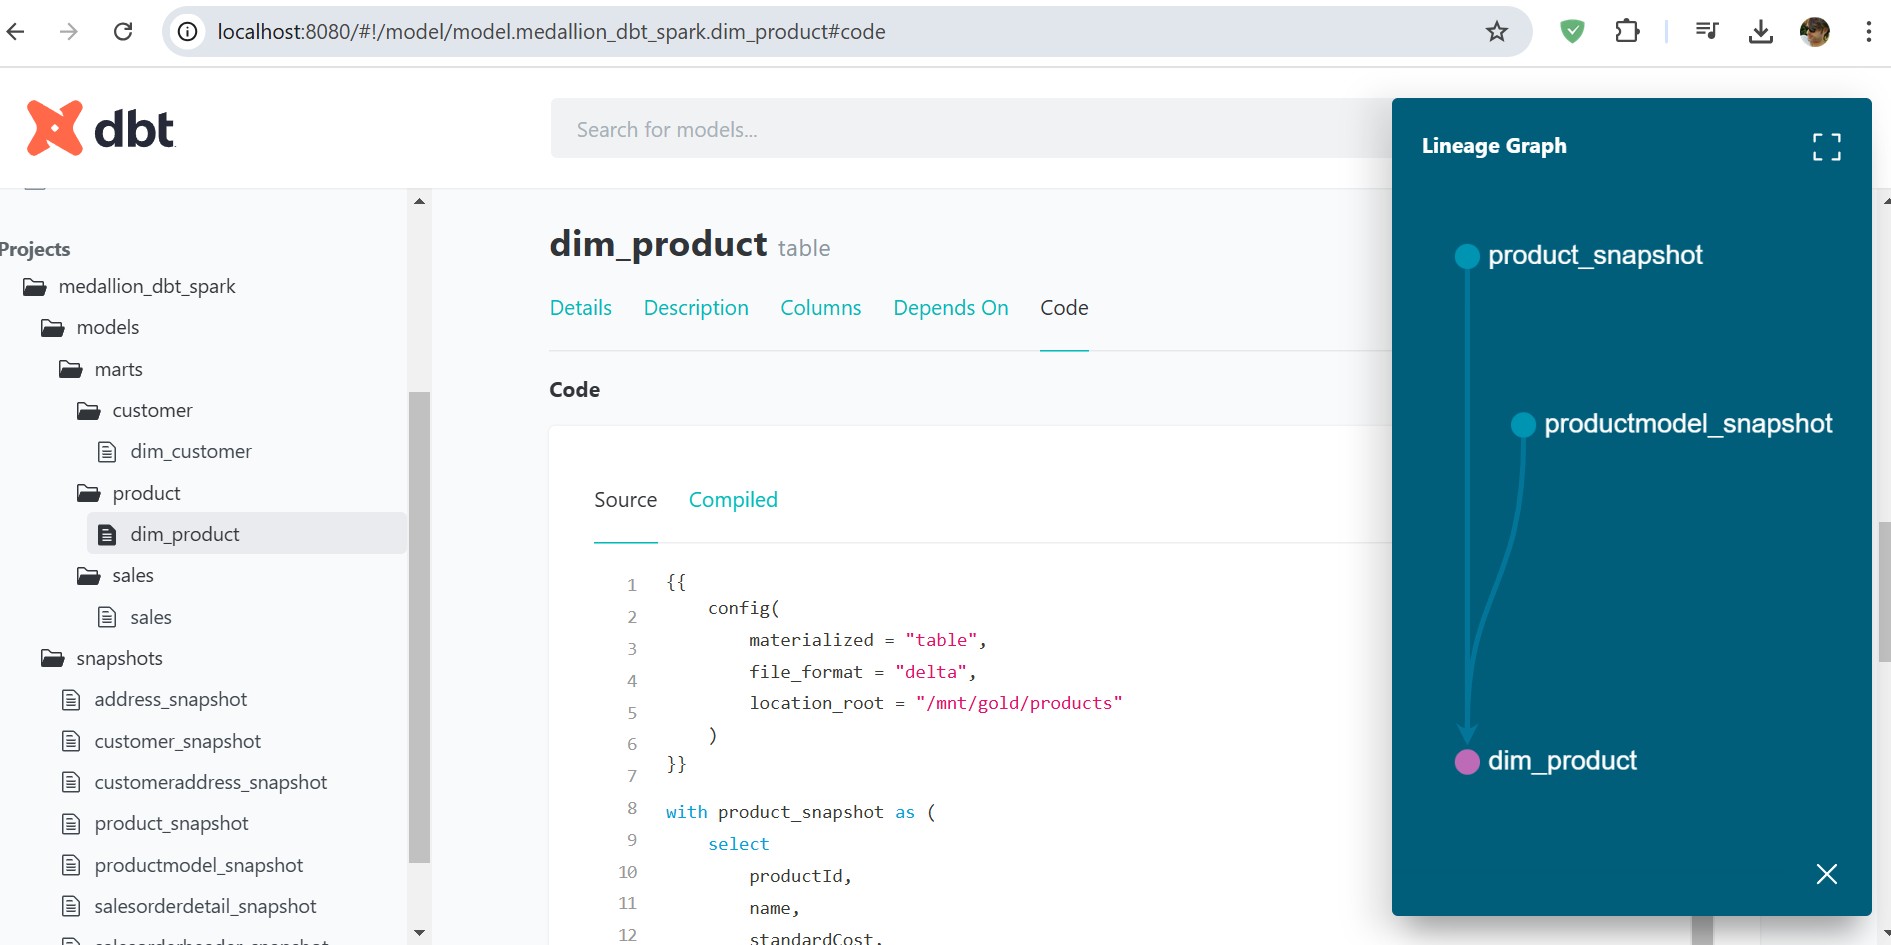 localhost:8080/#!/model/model.medallion_dbt_spark.dim_product#code
dbt
Search for models...
Projects
medallion_dbt_spark
models
marts
customer
dim_customer
product
dim_product
sales
sales
snapshots
address_snapshot
customer_snapshot
customeraddress_snapshot
product_snapshot
productmodel_snapshot
salesorderdetail_snapshot
salesorderheader_snapshot
dim_product table
Details Description Columns Depends On Code
Code
Source Compiled
1 {{
2 config(
3 materialized = "table",
4 file_format = "delta",
5 location_root = "/mnt/gold/products"
6 )
7 }}
8 with product_snapshot as (
9 select
10 productId,
11 name,
12 standardCost,
Lineage Graph
product_snapshot
productmodel_snapshot
dim_product